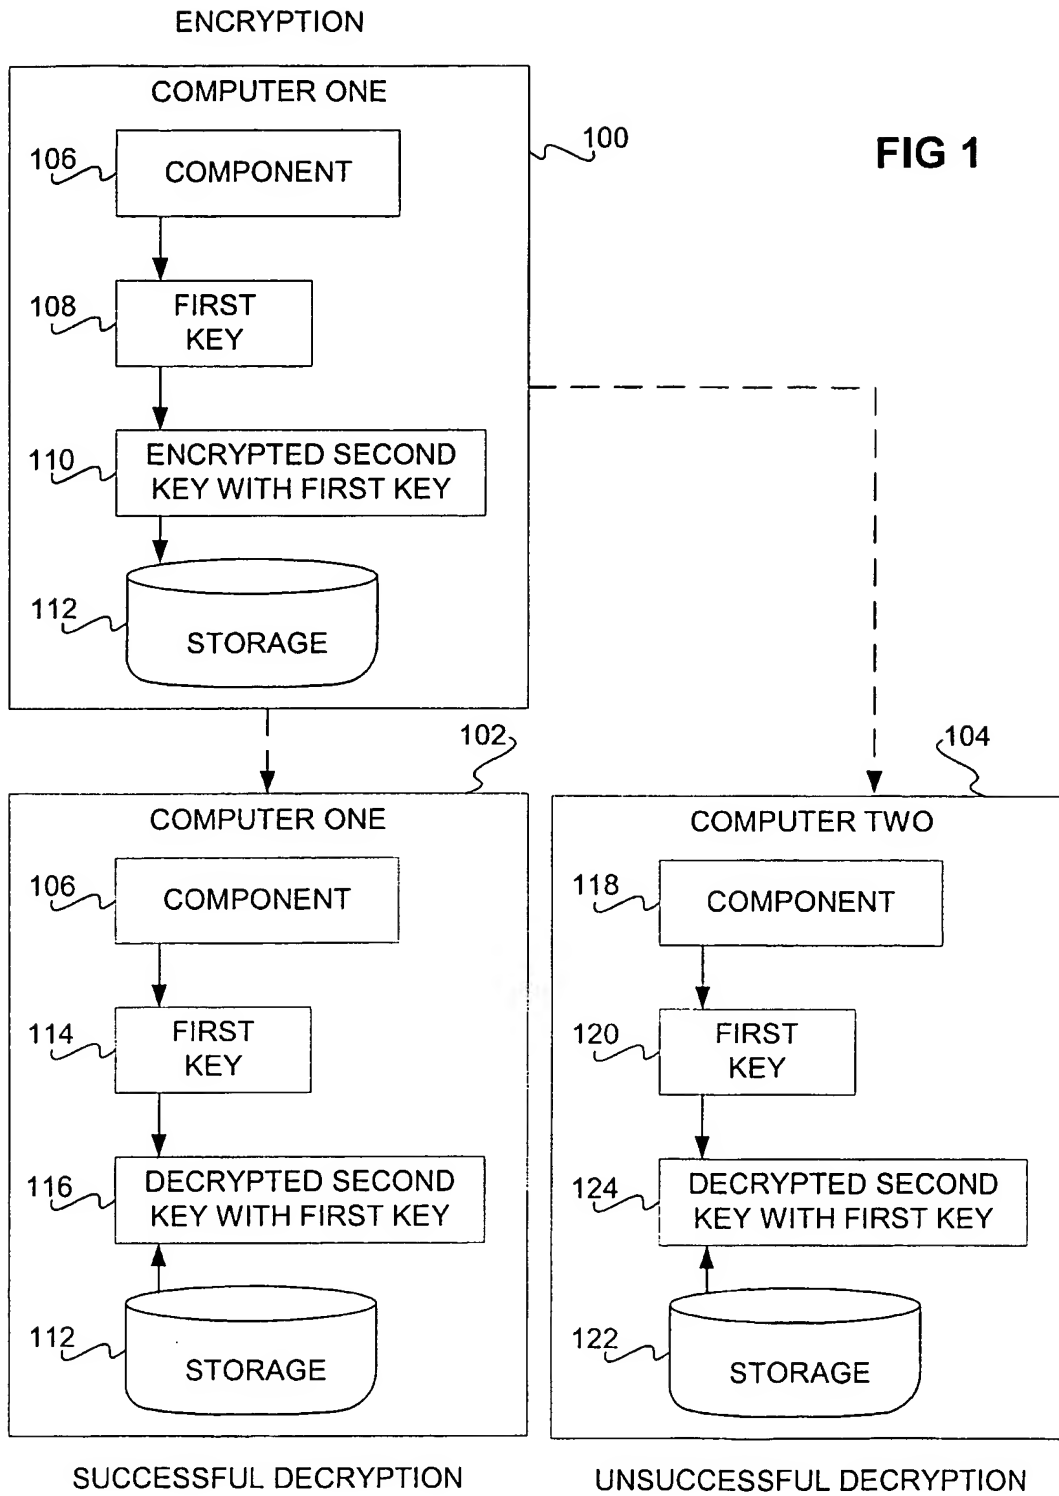 ENCRYPTION
COMPUTER ONE
100
FIG 1
106
COMPONENT
108
FIRST
KEY
110
ENCRYPTED SECOND
KEY WITH FIRST KEY
112
STORAGE
102
104
COMPUTER ONE
106
COMPONENT
114
FIRST
KEY
116
DECRYPTED SECOND
KEY WITH FIRST KEY
112
STORAGE
SUCCESSFUL DECRYPTION
COMPUTER TWO
118
COMPONENT
120
FIRST
KEY
124
DECRYPTED SECOND
KEY WITH FIRST KEY
122
STORAGE
UNSUCCESSFUL DECRYPTION